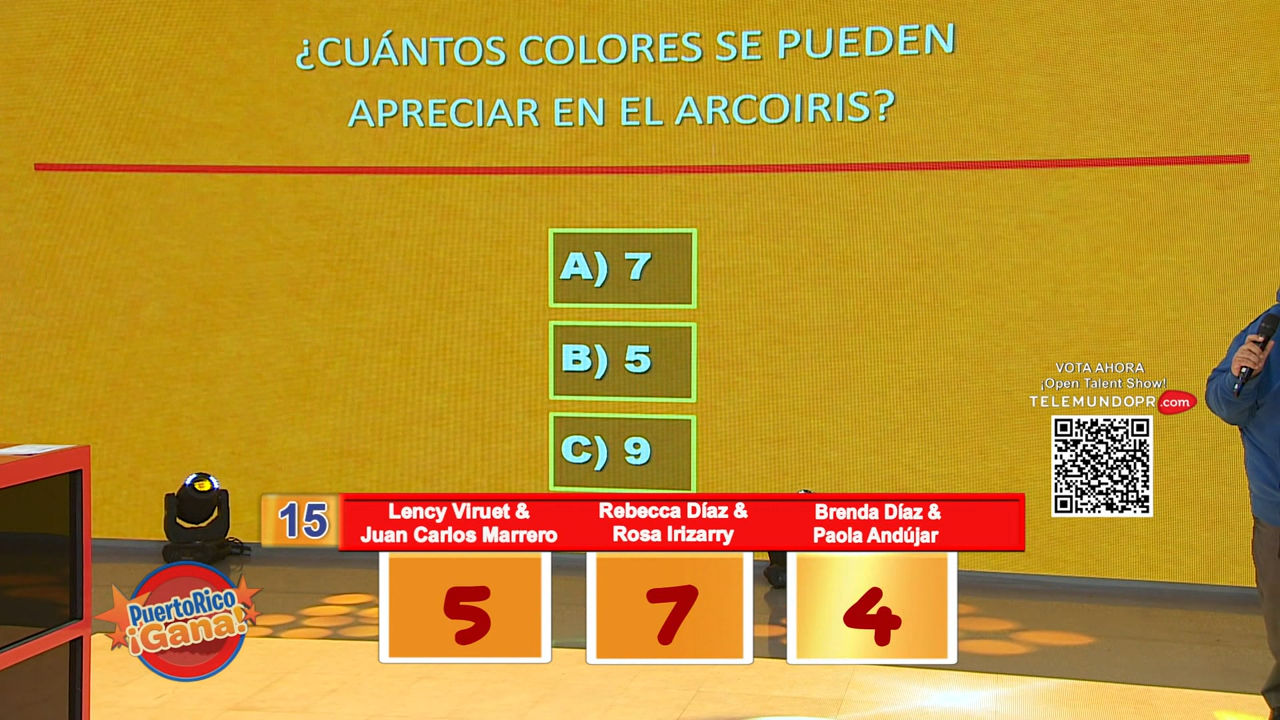 ¿CUÁNTOS COLORES SE PUEDEN
APRECIAR EN EL ARCOIRIS?
A) 7
B) 5
C) 9
VOTA AHORA
¡Open Talent Show!
TELEMUNDOPR.com
15
Lency Viruet &
Juan Carlos Marrero
Rebecca Díaz &
Rosa Irizarry
Brenda Díaz &
Paola Andújar
5
7
4
PuertoRico
¡Gana!